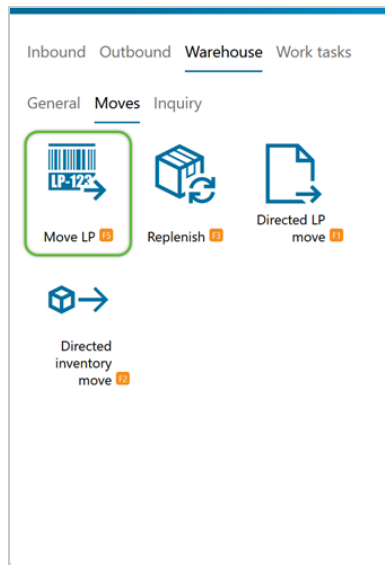 Inbound Outbound Warehouse Work tasks
General Moves Inquiry
LP-123
Move LP F5
Replenish F3
Directed LP
move F1
Directed
inventory
move F2